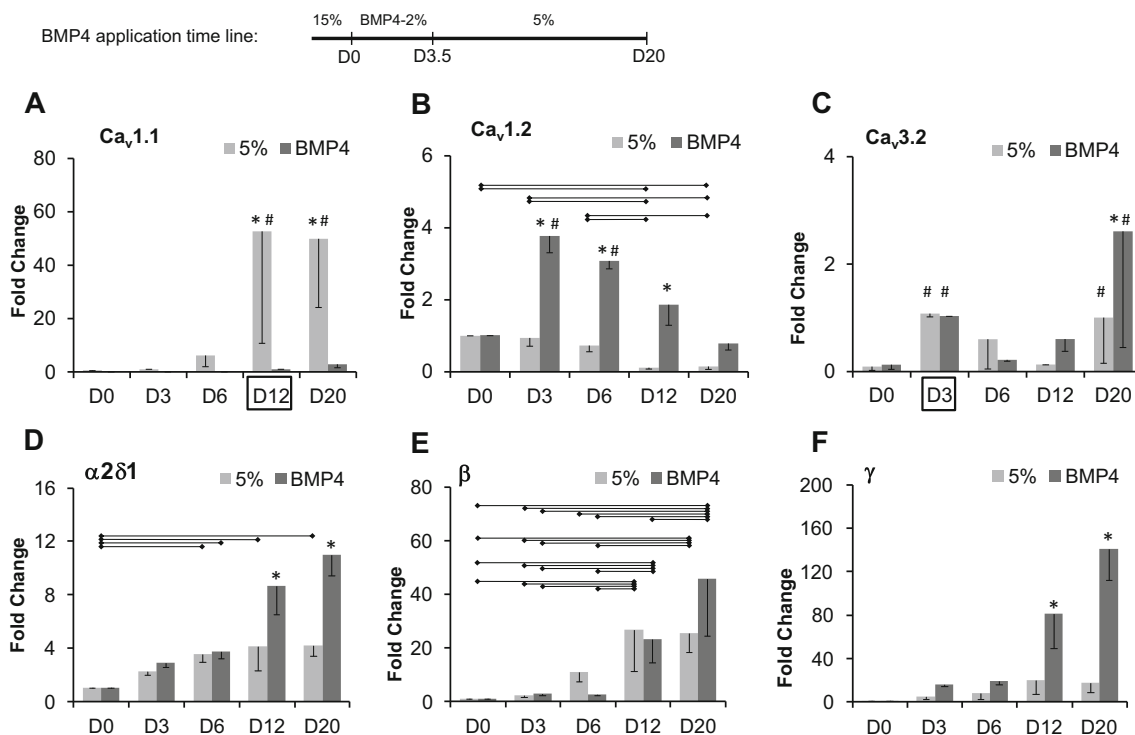 15% BMP4-2% 5%
BMP4 application time line:
D0 D3.5 D20
A
Cav1.1
5% BMP4
80
60
40
20
0
Fold Change
* # * #
D0 D3 D6 D12 D20
B
Cav1.2
5% BMP4
6
4
2
0
Fold Change
* # * # *
D0 D3 D6 D12 D20
C
Cav3.2
5% BMP4
4
2
0
Fold Change
# # # *#
D0 D3 D6 D12 D20
D
α2δ1
5% BMP4
16
12
8
4
0
Fold Change
* *
D0 D3 D6 D12 D20
E
β
5% BMP4
80
60
40
20
0
Fold Change
D0 D3 D6 D12 D20
F
γ
5% BMP4
200
160
120
80
40
0
Fold Change
* *
D0 D3 D6 D12 D20